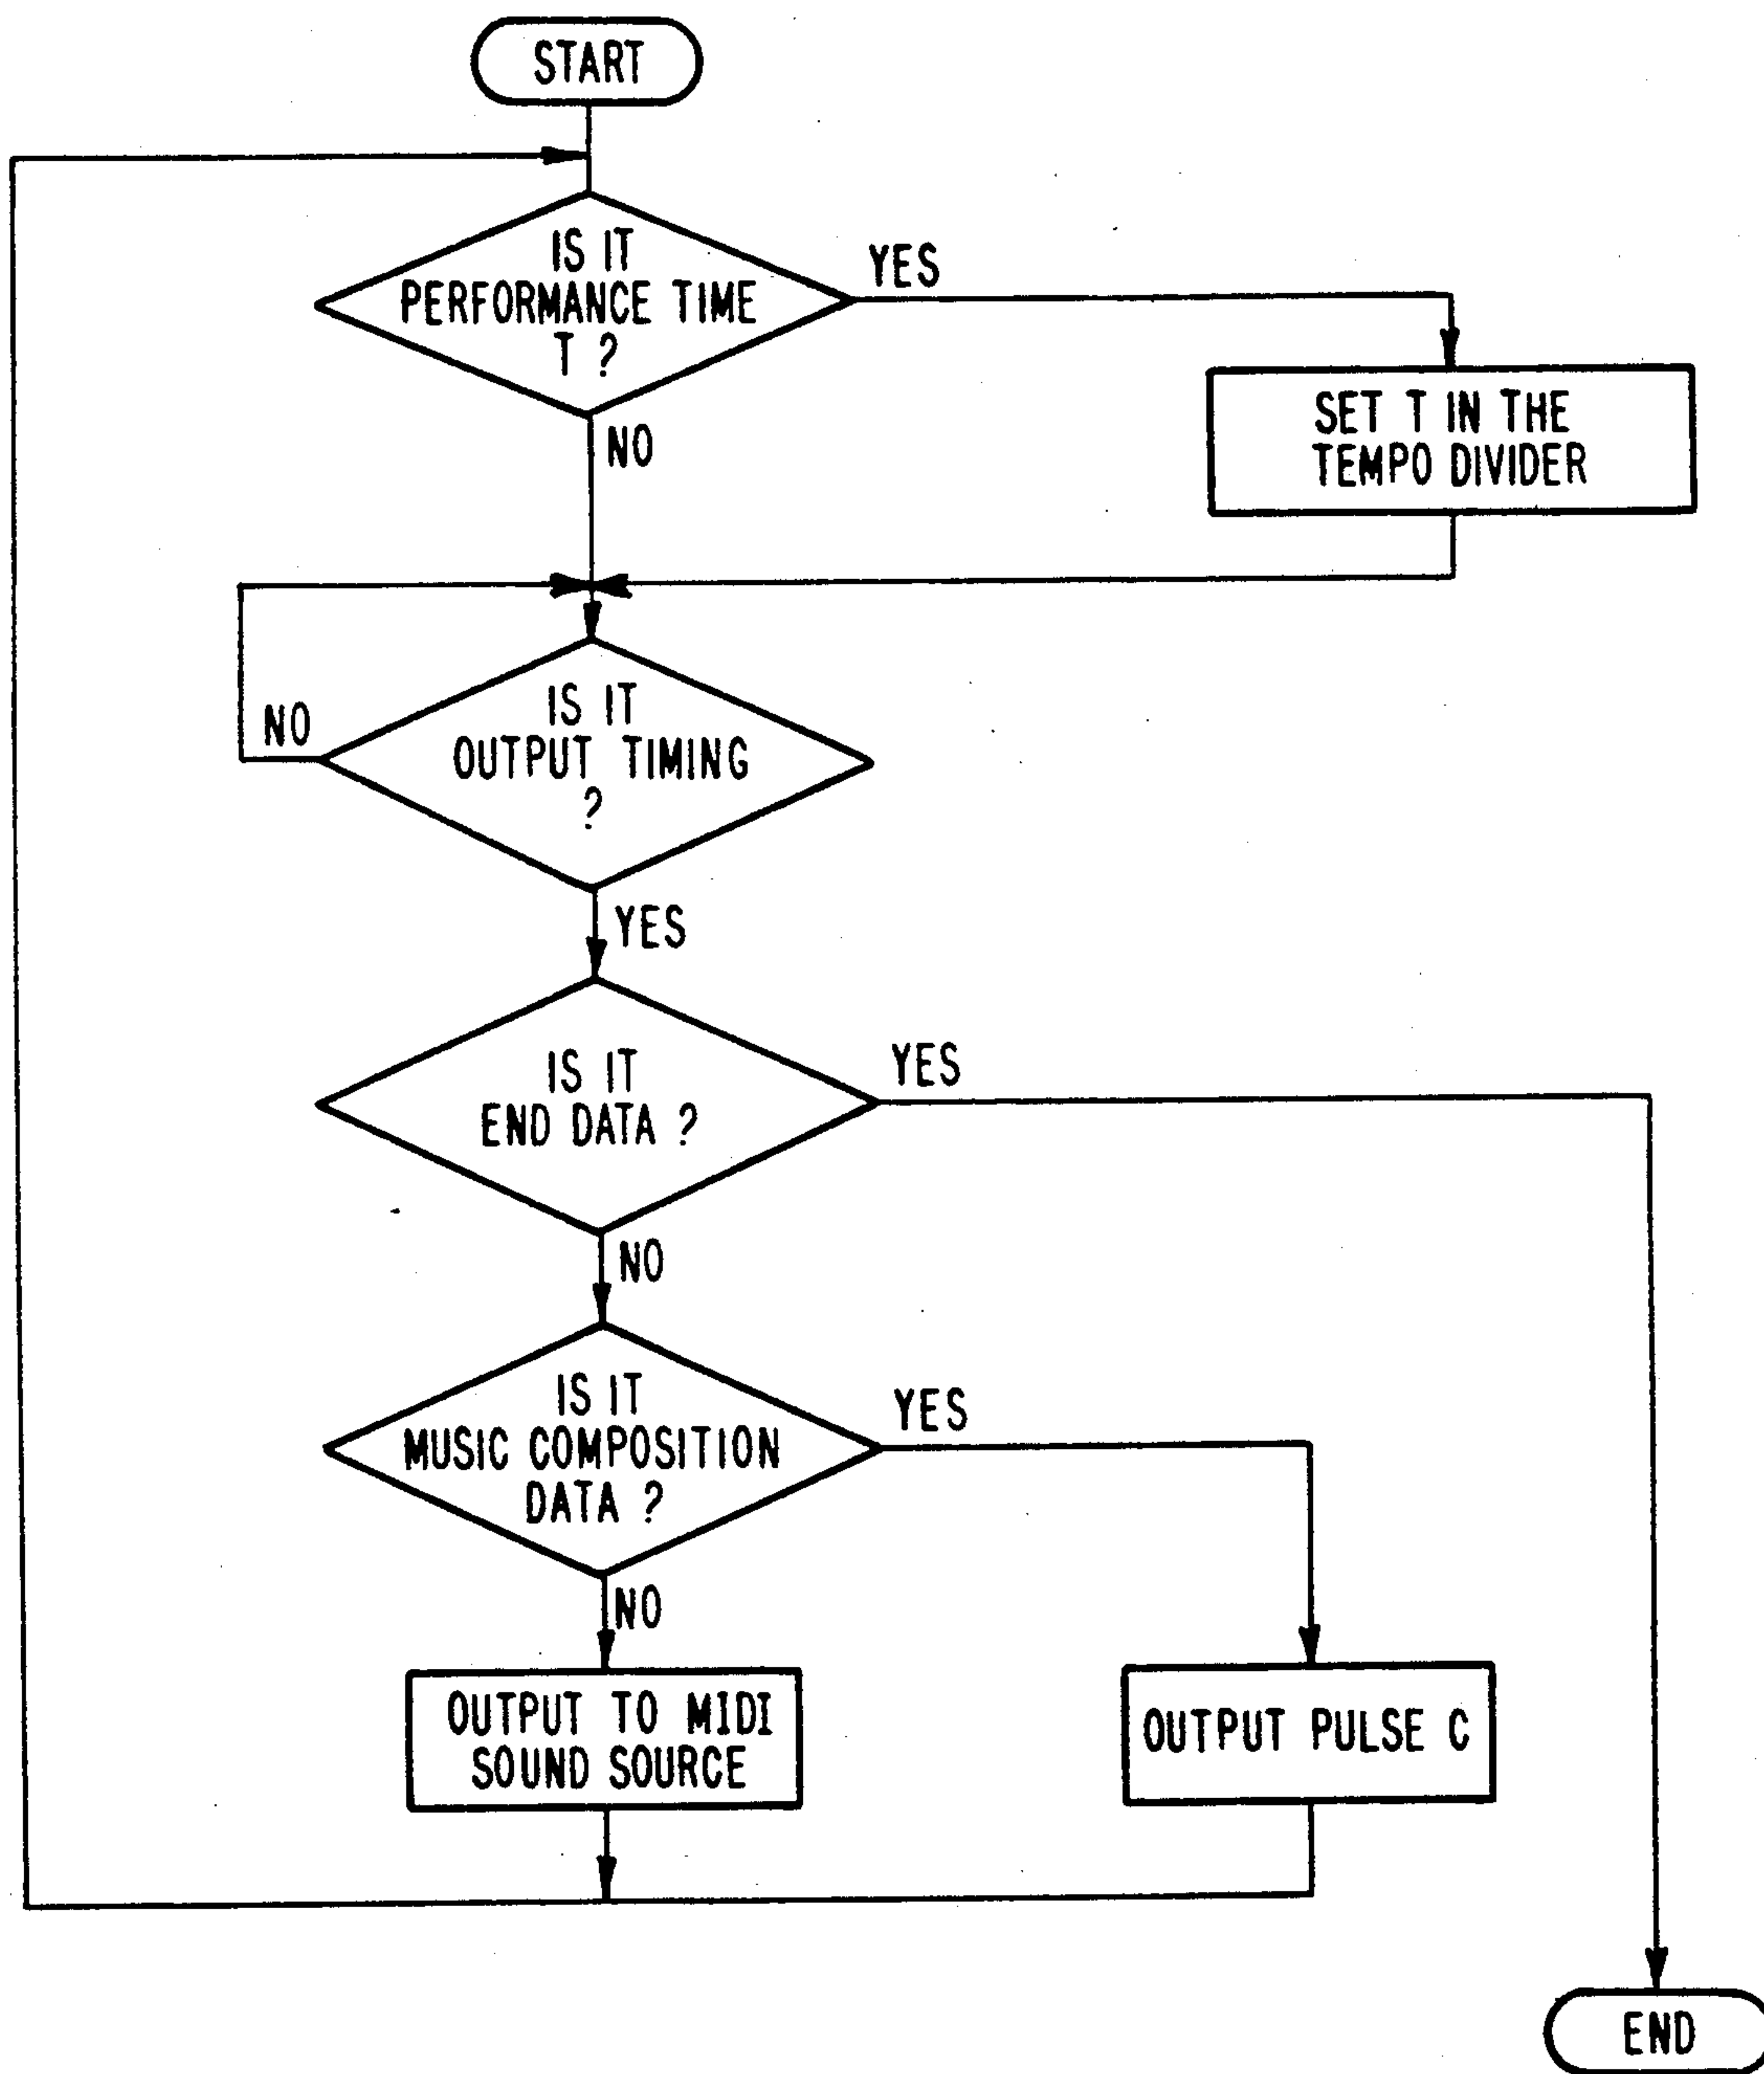 START
IS IT
PERFORMANCE TIME
T ?
YES
NO
SET T IN THE
TEMPO DIVIDER
IS IT
OUTPUT TIMING
?
NO
YES
IS IT
END DATA ?
YES
NO
IS IT
MUSIC COMPOSITION
DATA ?
YES
NO
OUTPUT TO MIDI
SOUND SOURCE
OUTPUT PULSE C
END